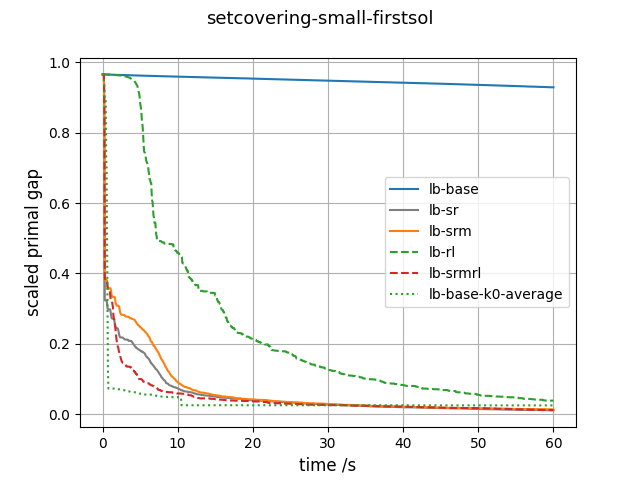 setcovering-small-firstsol
scaled primal gap
1.0
0.8
0.6
0.4
0.2
0.0
lb-base
lb-sr
lb-srm
lb-rl
lb-srmrl
lb-base-k0-average
0 10 20 30 40 50 60
time /s